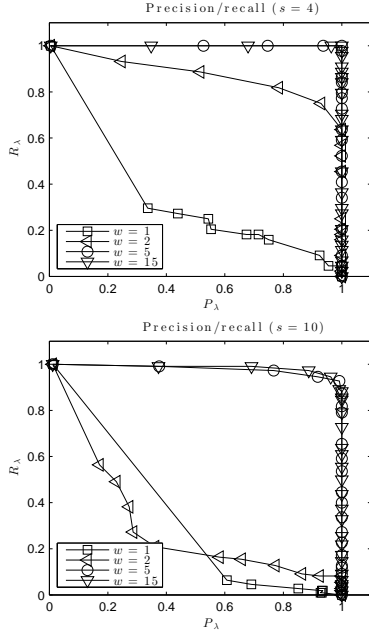 Precision/recall (s = 4)
1
0.8
0.6
0.4
0.2
0
R_λ
w = 1
w = 2
w = 5
w = 15
0 0.2 0.4 0.6 0.8 1
P_λ
Precision/recall (s = 10)
1
0.8
0.6
0.4
0.2
0
R_λ
w = 1
w = 2
w = 5
w = 15
0 0.2 0.4 0.6 0.8 1
P_λ